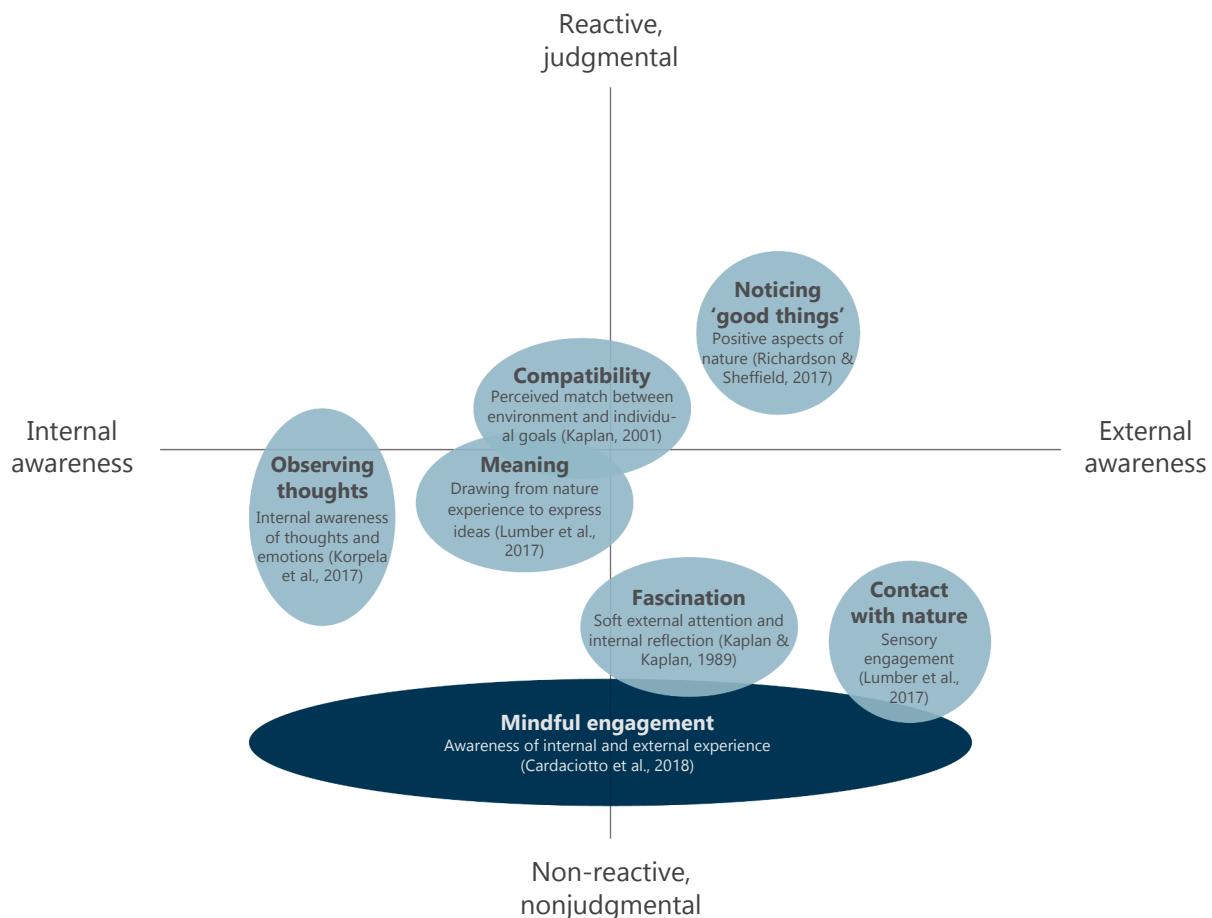 Reactive,
judgmental
Noticing
‘good things’
Positive aspects of
nature (Richardson &
Sheffield, 2017)
Compatibility
Perceived match between
environment and individu-
al goals (Kaplan, 2001)
Internal
awareness
External
awareness
Observing
thoughts
Internal awareness
of thoughts and
emotions (Korpela
et al., 2017)
Meaning
Drawing from nature
experience to express
ideas (Lumber et al.,
2017)
Fascination
Soft external attention and
internal reflection (Kaplan &
Kaplan, 1989)
Contact
with nature
Sensory
engagement
(Lumber et al.,
2017)
Mindful engagement
Awareness of internal and external experience
(Cardaciotto et al., 2018)
Non-reactive,
nonjudgmental